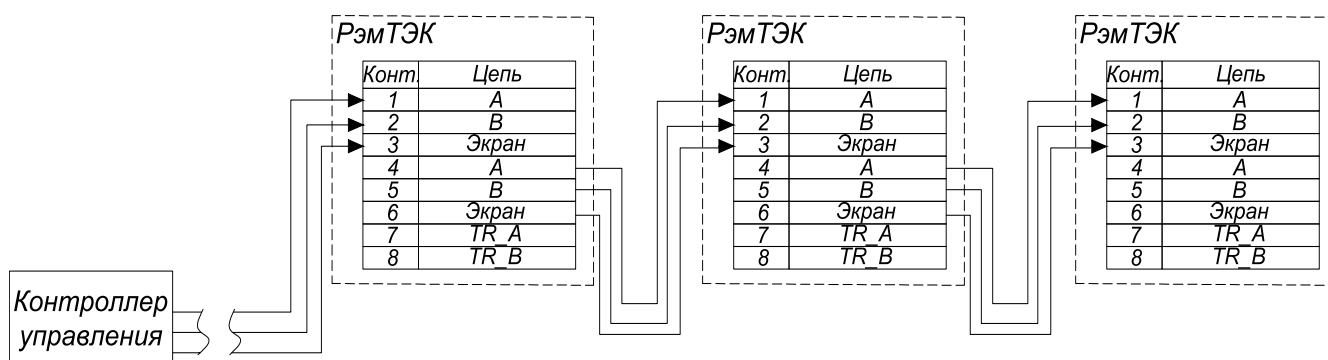 РэмТЭК
Конт. Цепь
1 А
2 В
3 Экран
4 А
5 В
6 Экран
7 TR_A
8 TR_B
РэмТЭК
Конт. Цепь
1 А
2 В
3 Экран
4 А
5 В
6 Экран
7 TR_A
8 TR_B
РэмТЭК
Конт. Цепь
1 А
2 В
3 Экран
4 А
5 В
6 Экран
7 TR_A
8 TR_B
Контроллер
управления